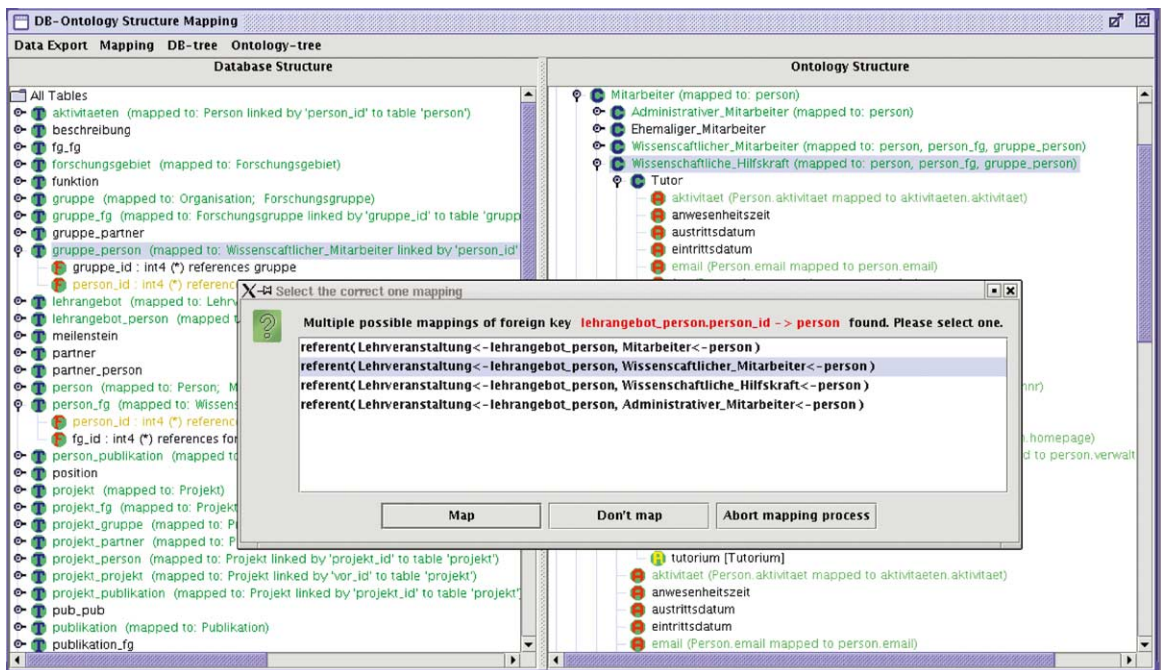 DB-Ontology Structure Mapping
Data Export Mapping DB-tree Ontology-tree
Database Structure
All Tables
aktivitaeten (mapped to: Person linked by 'person_id' to table 'person')
beschreibung
fg_fg
forschungsgebiet (mapped to: Forschungsgebiet)
funktion
gruppe (mapped to: Organisation; Forschungsgruppe)
gruppe_fg (mapped to: Forschungsgruppe linked by 'gruppe_id' to table 'grupp
gruppe_partner
gruppe_person (mapped to: Wissenscaftlicher_Mitarbeiter linked by 'person_id'
gruppe_id : int4 (*) references gruppe
person_id : int4 (*) referenc
lehrangebot (mapped to: Lehrv
lehrangebot_person (mapped t
meilenstein
partner
partner_person
person (mapped to: Person; M
person_fg (mapped to: Wissens
person_id : int4 (*) referenc
fg_id : int4 (*) references for
person_publikation (mapped to
position
projekt (mapped to: Projekt)
projekt_fg (mapped to: Projekt
projekt_gruppe (mapped to: P
projekt_partner (mapped to: P
projekt_person (mapped to: Projekt linked by 'projekt_id' to table 'projekt')
projekt_projekt (mapped to: Projekt linked by 'vor_id' to table 'projekt')
projekt_publikation (mapped to: Projekt linked by 'projekt_id' to table 'projekt'
pub_pub
publikation (mapped to: Publikation)
publikation_fg
Ontology Structure
Mitarbeiter (mapped to: person)
Administrativer_Mitarbeiter (mapped to: person)
Ehemaliger_Mitarbeiter
Wissenscaftlicher_Mitarbeiter (mapped to: person, person_fg, gruppe_person)
Wissenschaftliche_Hilfskraft (mapped to: person, person_fg, gruppe_person)
Tutor
aktivitaet (Person.aktivitaet mapped to aktivitaeten.aktivitaet)
anwesenheitszeit
austrittsdatum
eintrittsdatum
email (Person.email mapped to person.email)
nnr)
.homepage)
d to person.verwalt
tutorium [Tutorium]
aktivitaet (Person.aktivitaet mapped to aktivitaeten.aktivitaet)
anwesenheitszeit
austrittsdatum
eintrittsdatum
email (Person.email mapped to person.email)
Select the correct one mapping
Multiple possible mappings of foreign key lehrangebot_person.person_id -> person found. Please select one.
referent( Lehrveranstaltung<-lehrangebot_person, Mitarbeiter<-person )
referent( Lehrveranstaltung<-lehrangebot_person, Wissenscaftlicher_Mitarbeiter<-person )
referent( Lehrveranstaltung<-lehrangebot_person, Wissenschaftliche_Hilfskraft<-person )
referent( Lehrveranstaltung<-lehrangebot_person, Administrativer_Mitarbeiter<-person )
Map Don't map Abort mapping process